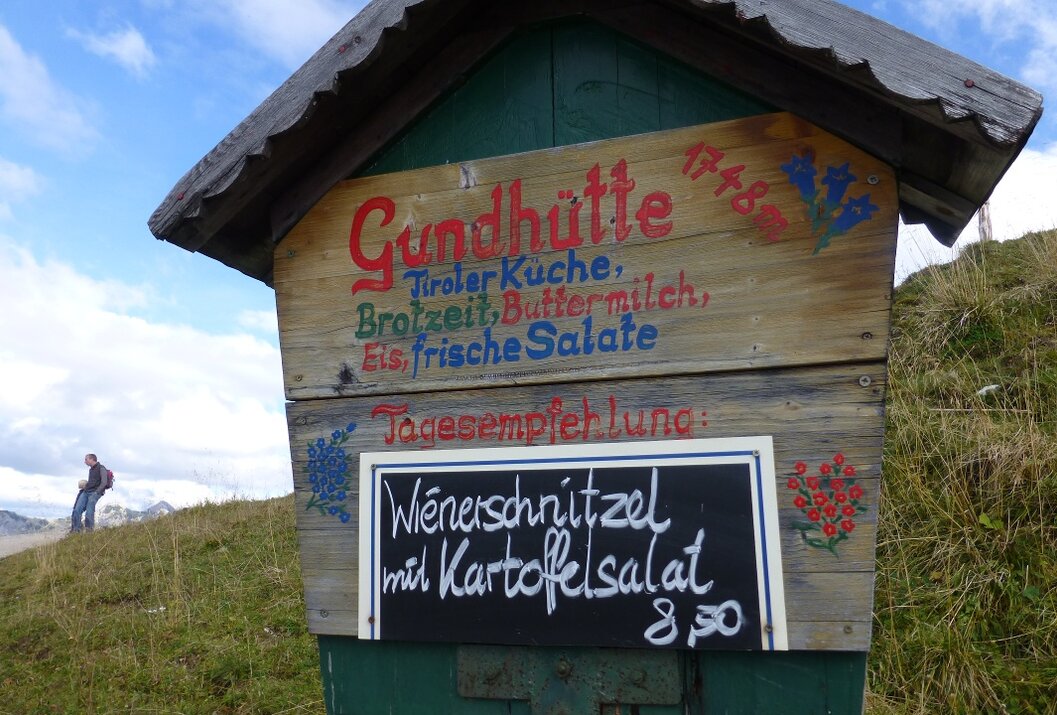 Gundhütte 1748m
Tiroler Küche,
Brotzeit, Buttermilch,
Eis, frische Salate
Tagesempfehlung:
Wienerschnitzel
mit Kartoffelsalat
8,50